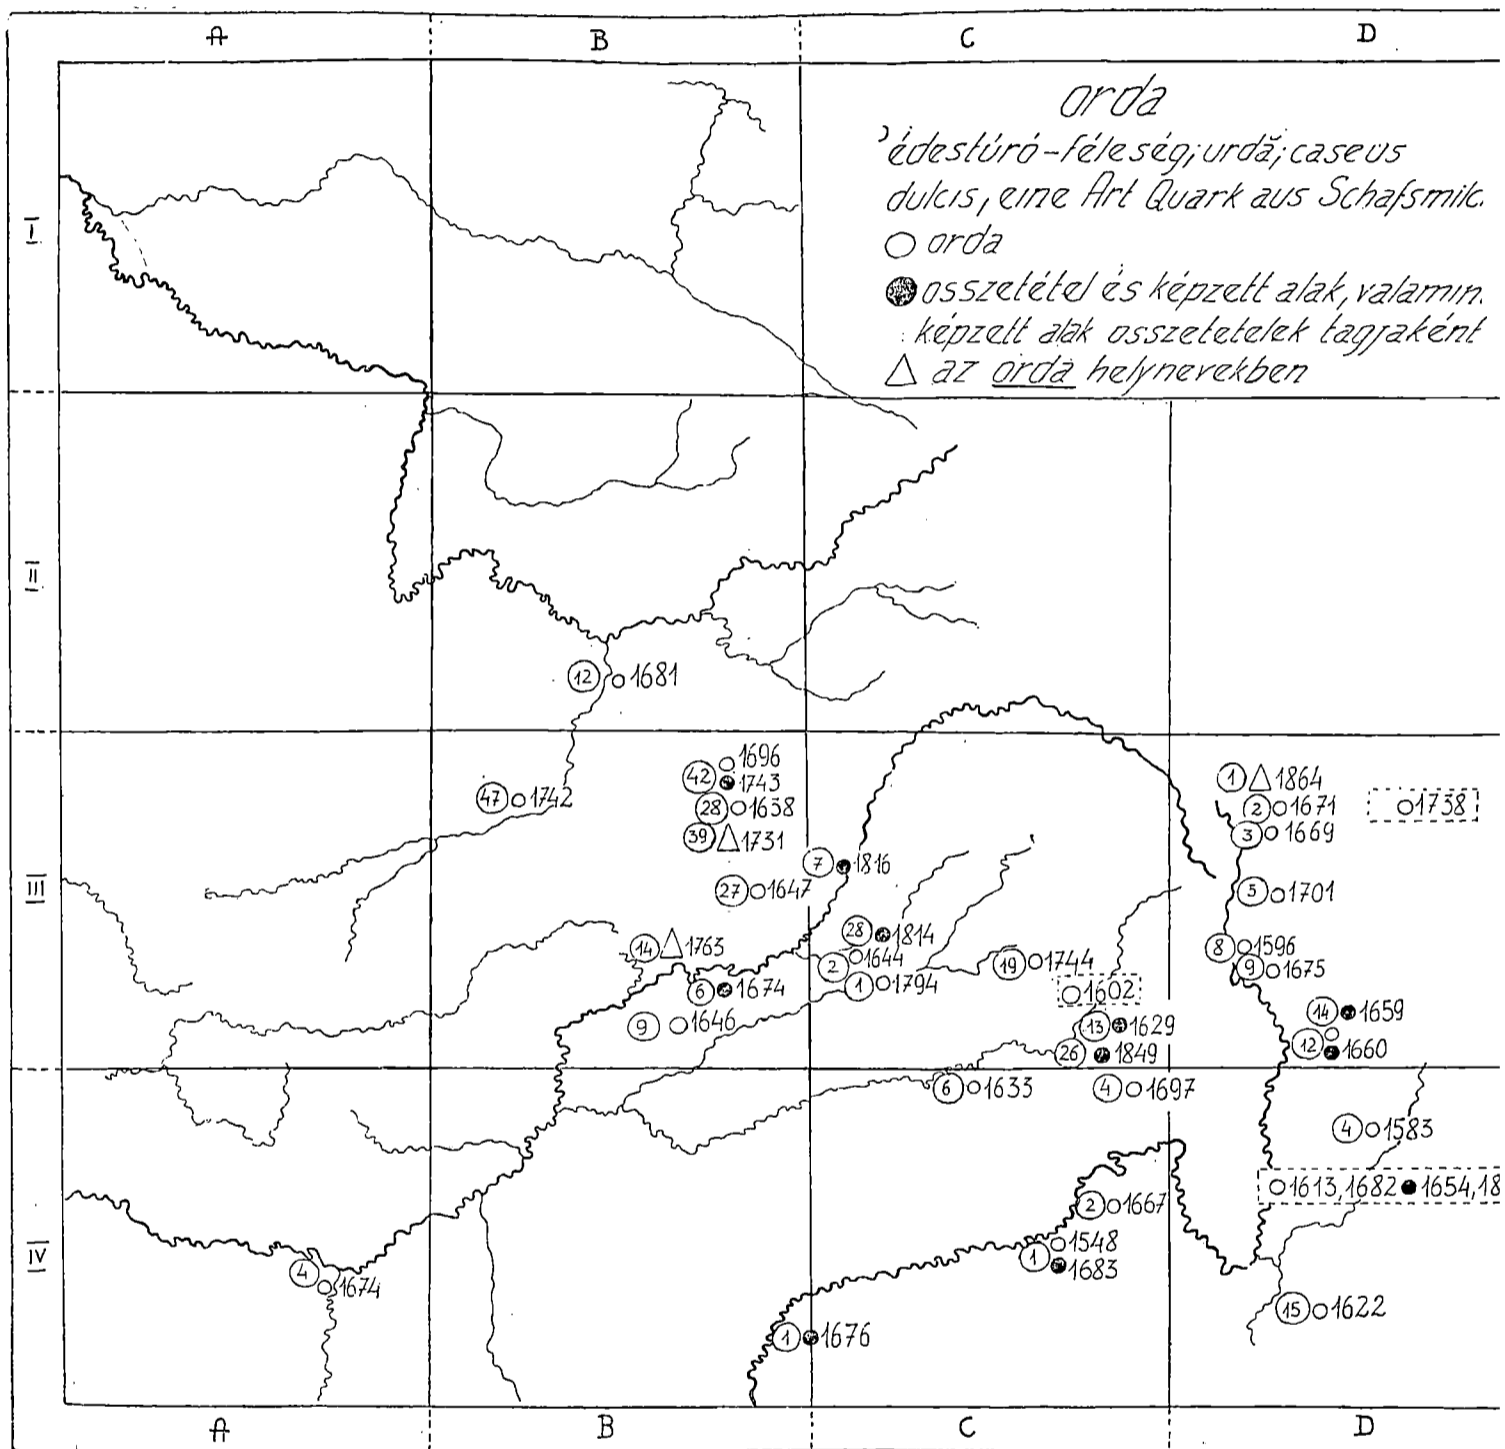 A B C D
orda
’édestúró-féleség; urdă; caseus
dulcis, eine Art Quark aus Schafsmilc.
○ orda
● összetétel és képzett alak, valamin.
képzett alak összetetelek tagjaként
△ az orda helynevekben
I
II
12 ○ 1681
III
○ 1696
42 ● 1743
47 ○ 1742
28 ○ 1638
39 △ 1731
27 ○ 1647
7 ● 1816
1 △ 1864
2 ○ 1671
○ 1738
3 ○ 1669
5 ○ 1701
14 △ 1763
6 ● 1674
9 ○ 1646
28 ● 1814
2 ○ 1644
1 ○ 1794
19 ○ 1744
○ 1602
13 ● 1629
26 ● 1849
8 ○ 1596
9 ○ 1675
14 ● 1659
12 ○
● 1660
IV
6 ○ 1633
4 ○ 1697
4 ○ 1583
○ 1613, 1682 ● 1654, 18
2 ○ 1667
○ 1548
1 ● 1683
4 ○ 1674
15 ○ 1622
1 ● 1676
A B C D